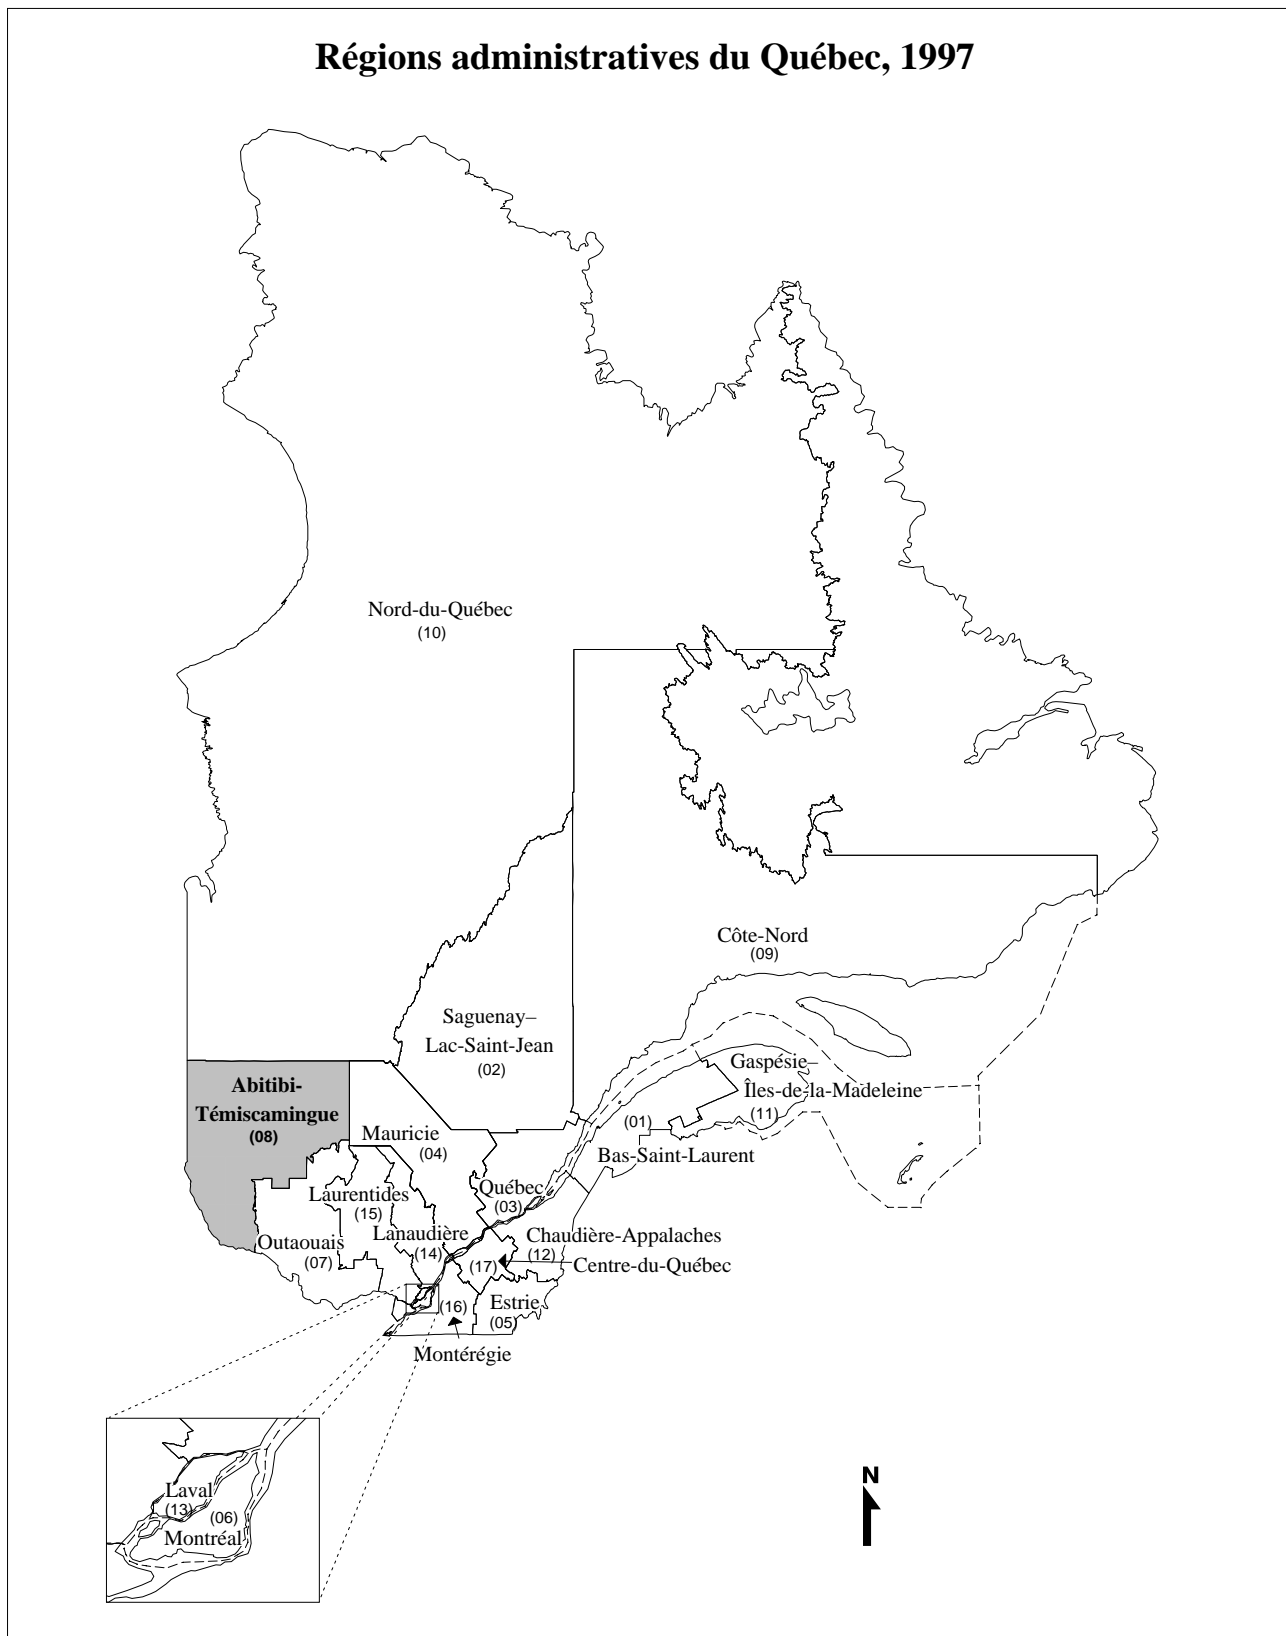 Régions administratives du Québec, 1997
Nord-du-Québec
(10)
Côte-Nord
(09)
Saguenay–
Lac-Saint-Jean
(02)
Gaspésie–
Îles-de-la-Madeleine
(11)
Abitibi-
Témiscamingue
(08)
Mauricie
(04)
(01)
Bas-Saint-Laurent
Québec
(03)
Laurentides
(15)
Lanaudière
(14)
Outaouais
(07)
Chaudière-Appalaches
(12)
(17)
Centre-du-Québec
Estrie
(05)
(16)
Montérégie
Laval
(13)
(06)
Montréal
N